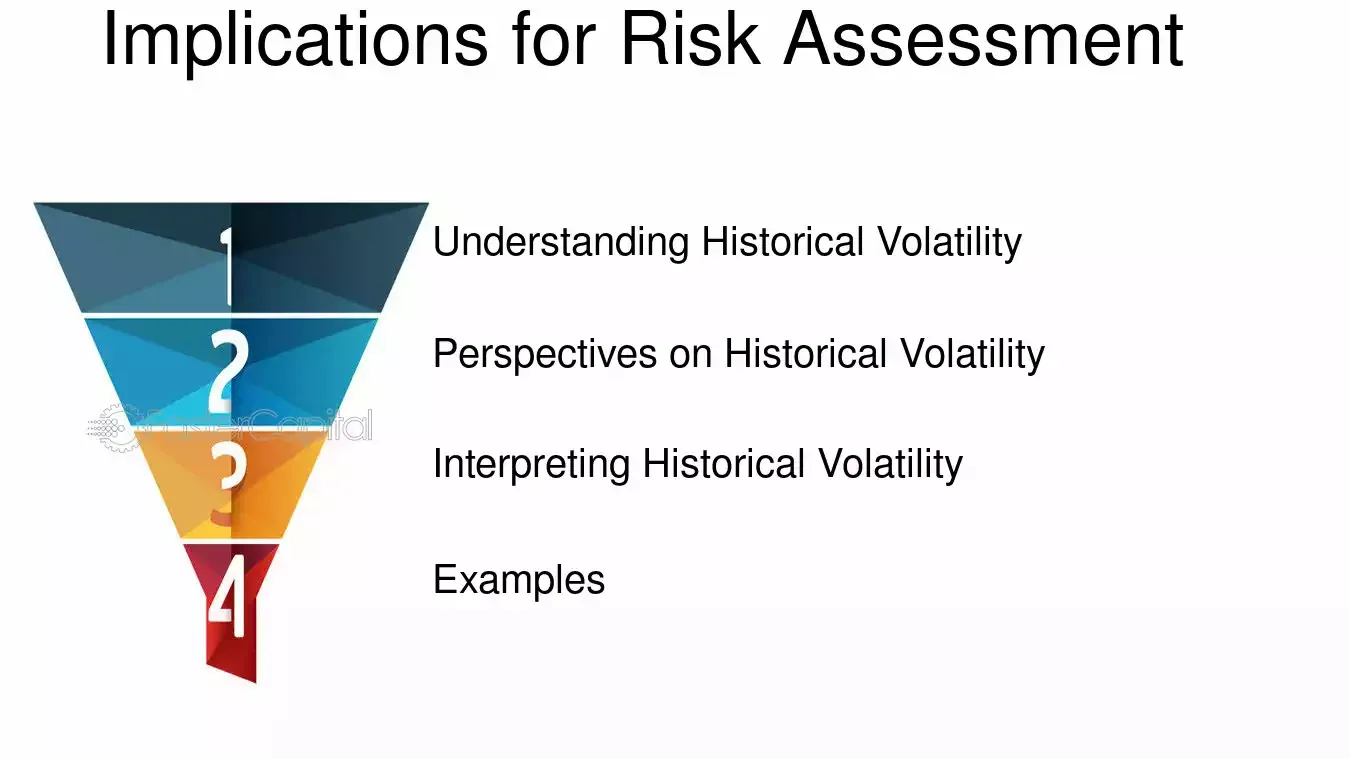 Implications for Risk Assessment
1
Understanding Historical Volatility
2
Perspectives on Historical Volatility
FasterCapital
3
Interpreting Historical Volatility
4
Examples